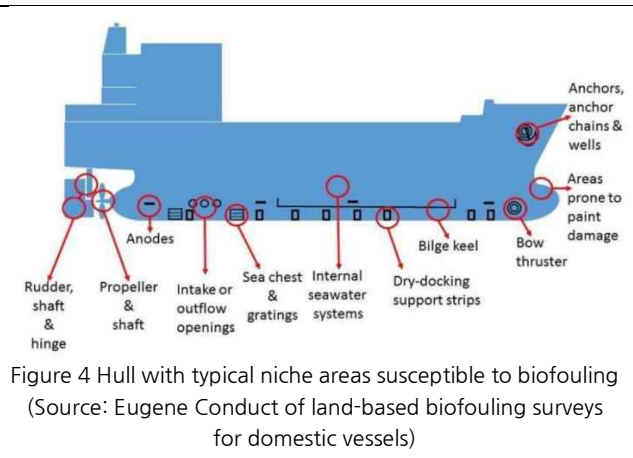 Anchors,
anchor
chains &
wells
Areas
prone to
paint
damage
Bow
thruster
Bilge keel
Dry-docking
support strips
Internal
seawater
systems
Sea chest
&
gratings
Intake or
outflow
openings
Anodes
Propeller
&
shaft
Rudder,
shaft
&
hinge
Figure 4 Hull with typical niche areas susceptible to biofouling
(Source: Eugene Conduct of land-based biofouling surveys
for domestic vessels)